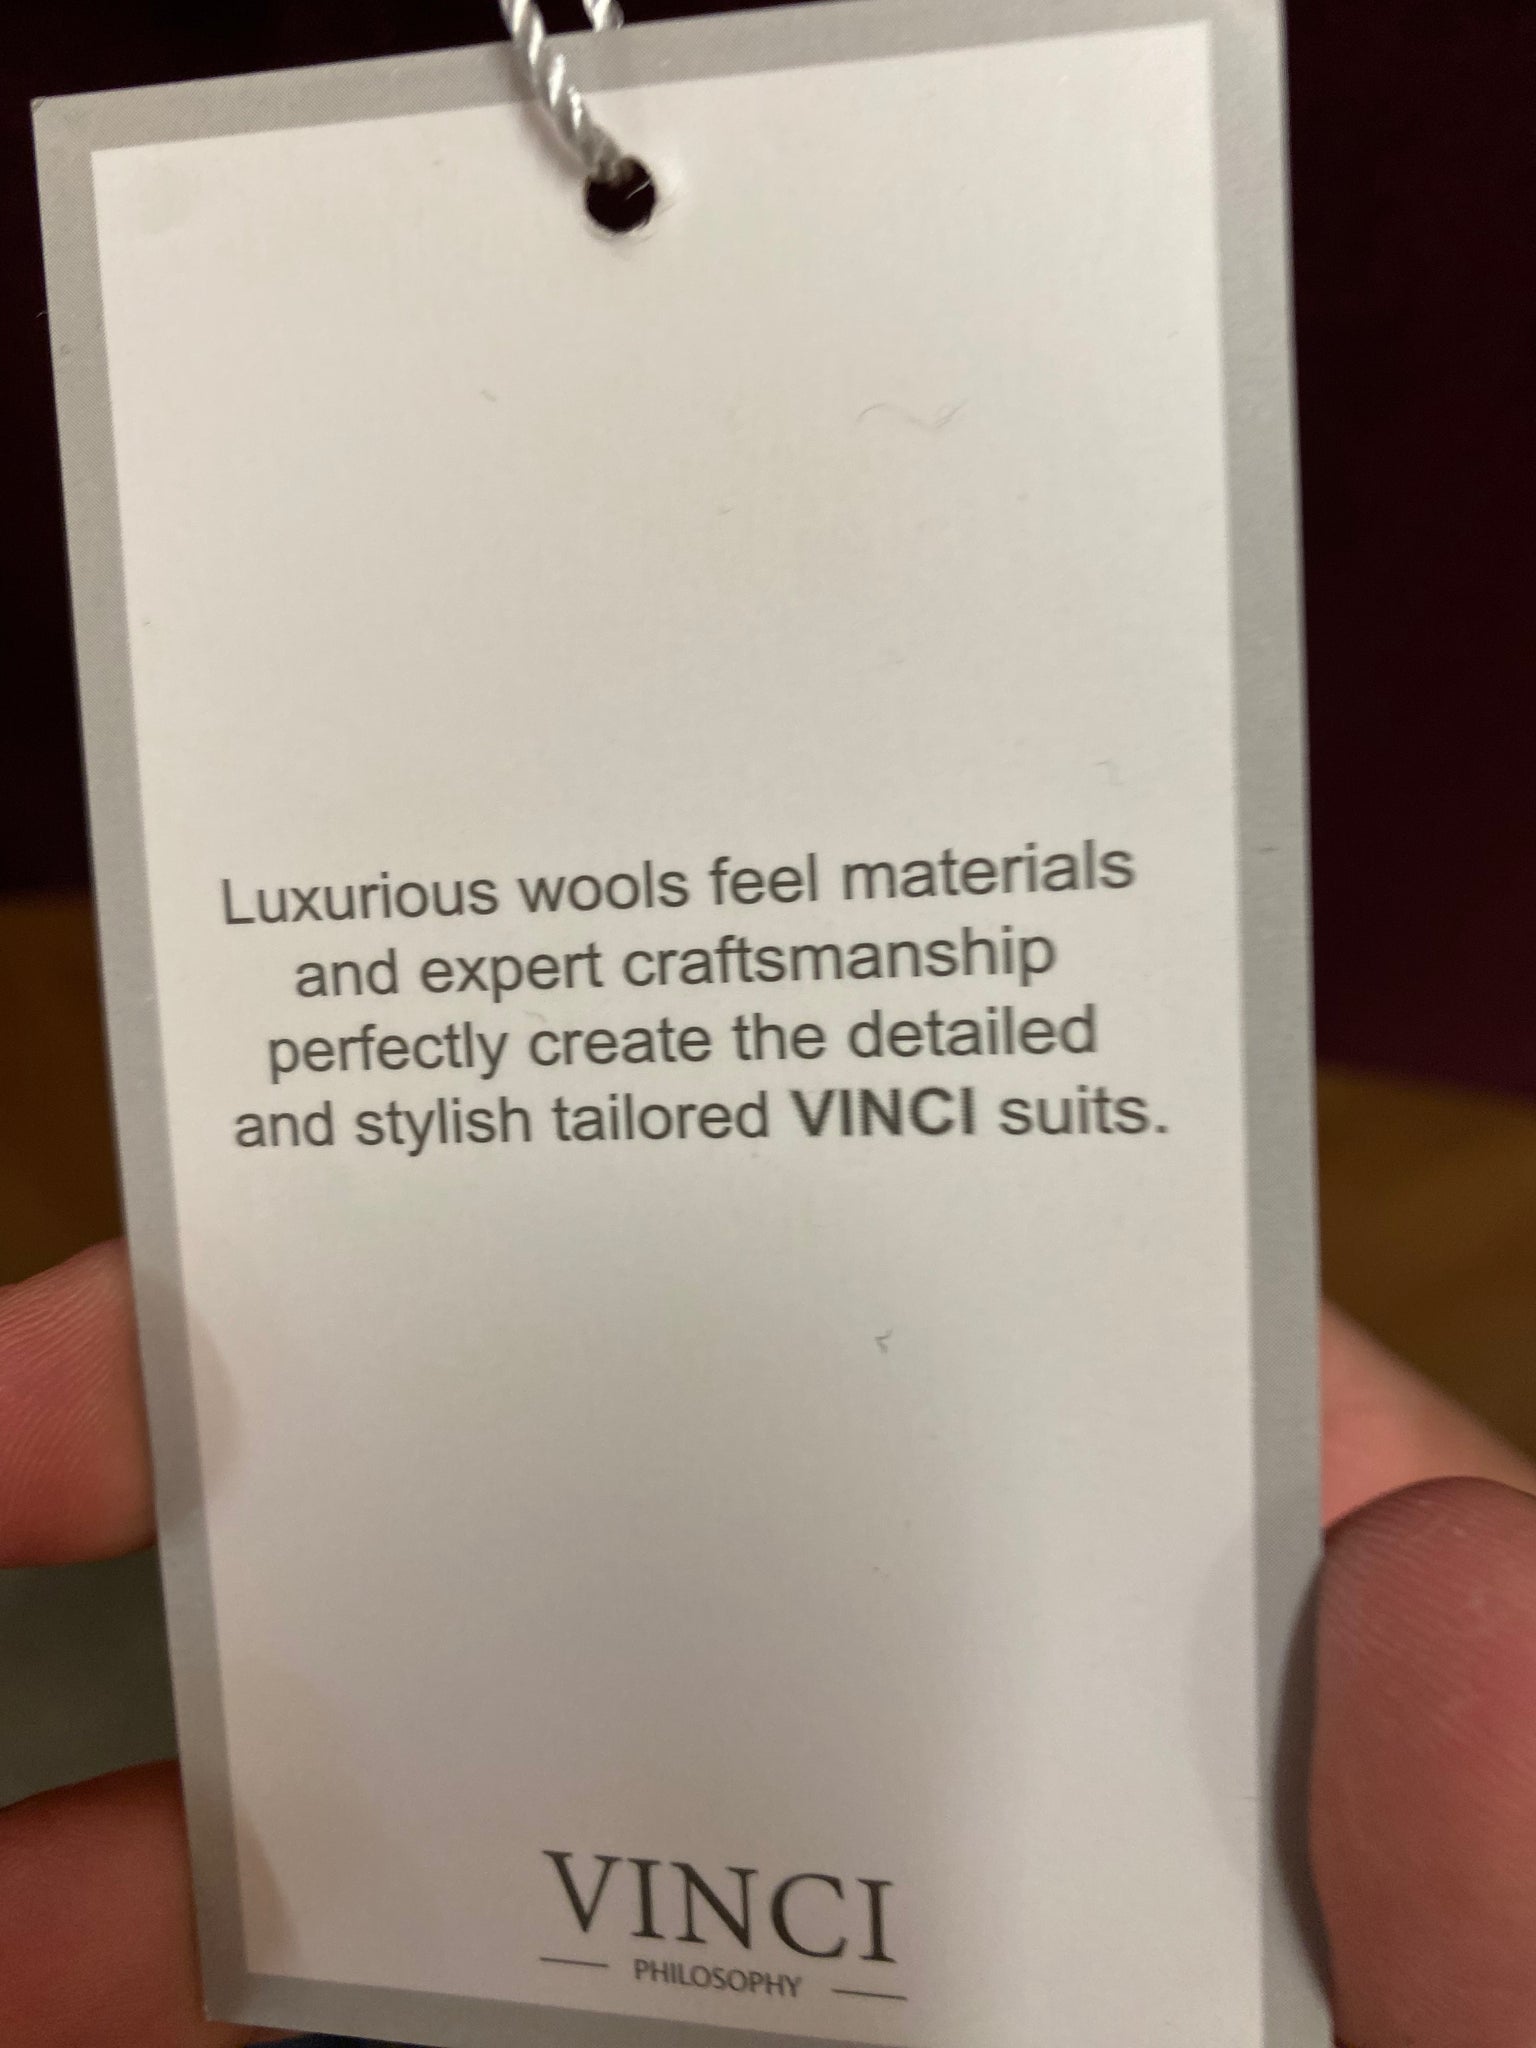 Luxurious wools feel materials
and expert craftsmanship
perfectly create the detailed
and stylish tailored VINCI suits.
VINCI
PHILOSOPHY